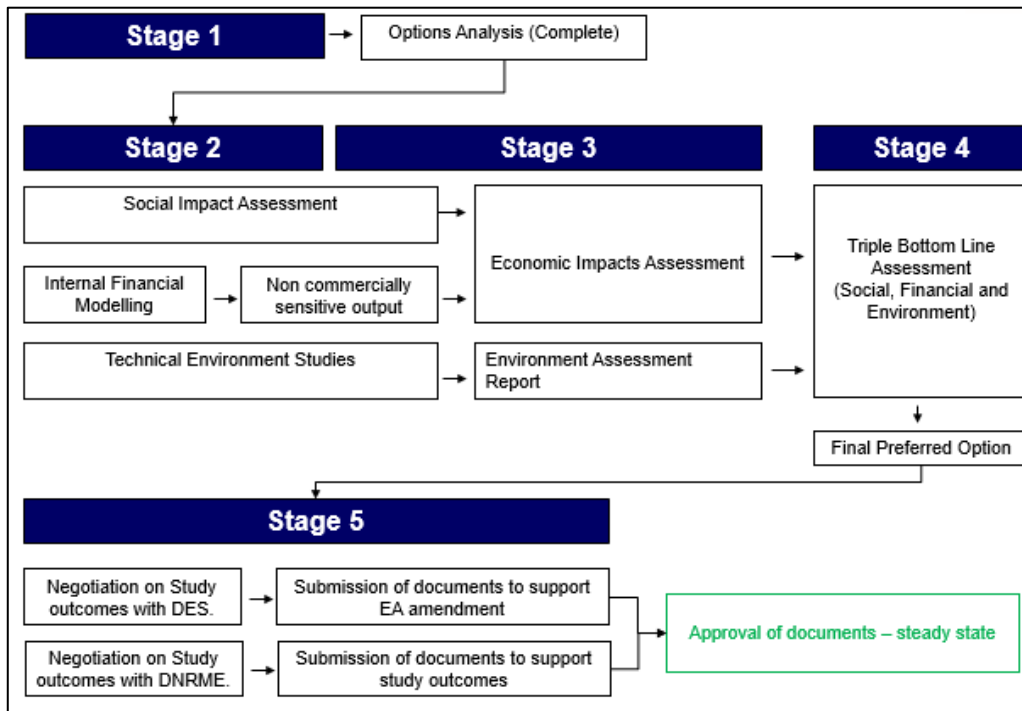 Stage 1
Options Analysis (Complete)
Stage 2
Stage 3
Stage 4
Social Impact Assessment
Internal Financial
Modelling
Non commercially
sensitive output
Economic Impacts Assessment
Triple Bottom Line
Assessment
(Social, Financial and
Environment)
Technical Environment Studies
Environment Assessment
Report
Final Preferred Option
Stage 5
Negotiation on Study
outcomes with DES.
Submission of documents to support
EA amendment
Negotiation on Study
outcomes with DNRME.
Submission of documents to support
study outcomes
Approval of documents – steady state